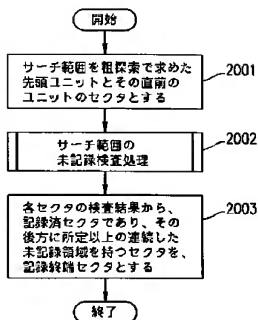 開始
サーチ範囲を粗探索で求めた
先頭ユニットとその直前の
ユニットのセクタとする
2001
サーチ範囲の
未記録検査処理
2002
各セクタの検査結果から、
記録済セクタであり、その
後方に所定以上の連続した
未記録領域を持つセクタを、
記録終端セクタとする
2003
終了